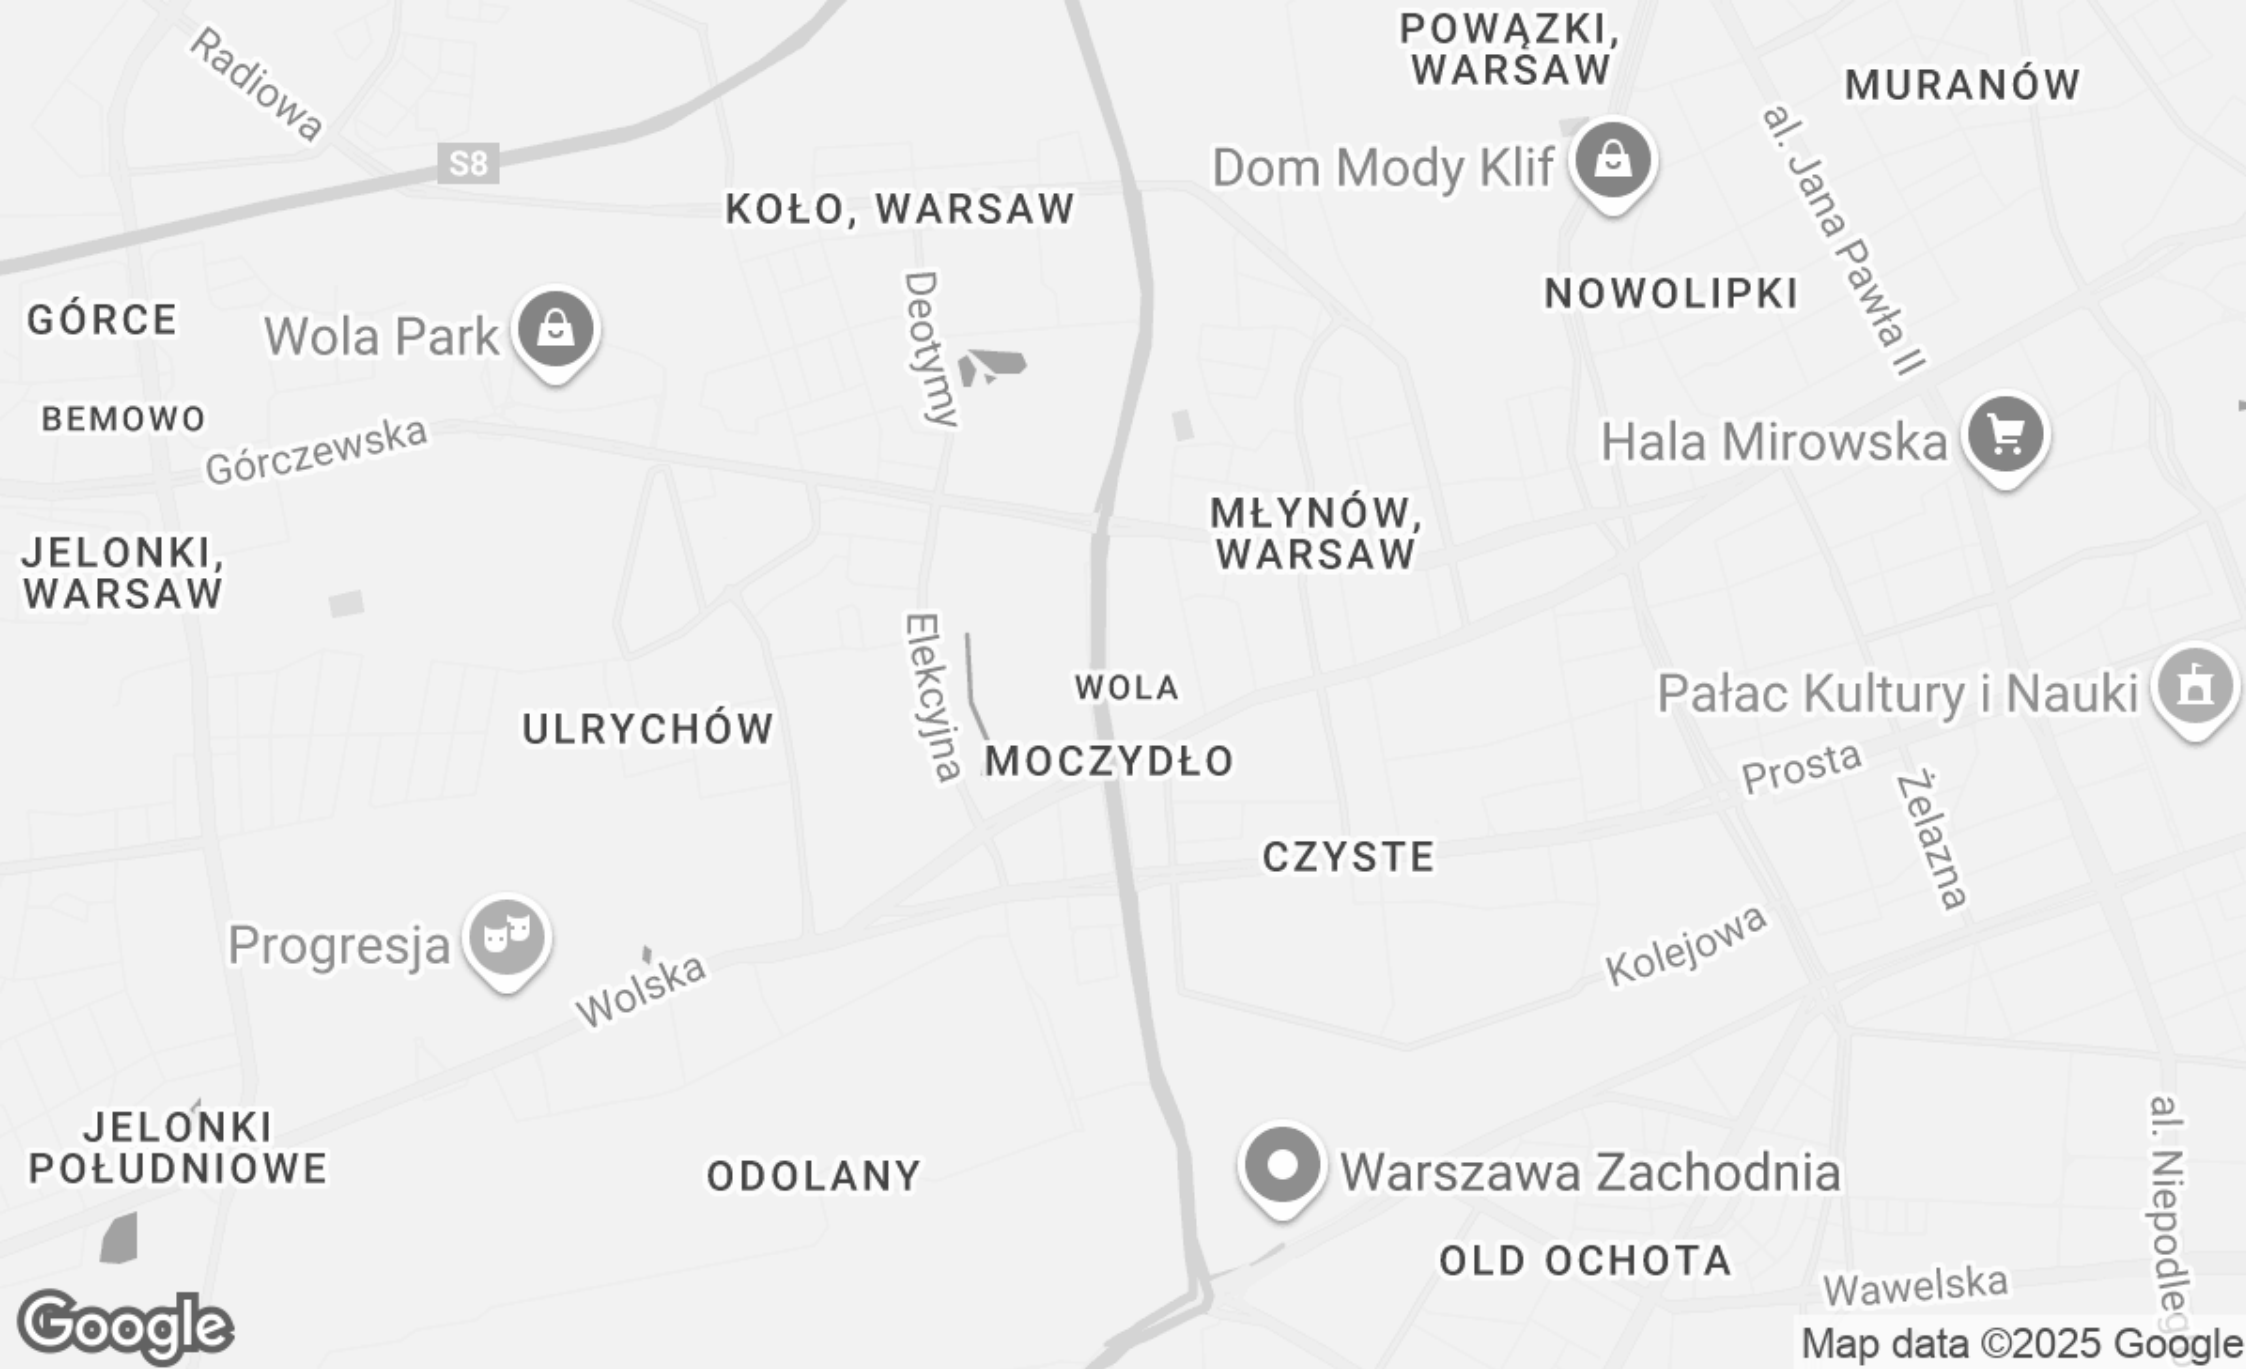 POWĄZKI,
WARSAW
MURANÓW
Radiowa
S8
Dom Mody Klif
al. Jana Pawła II
KOŁO, WARSAW
NOWOLIPKI
GÓRCE
Wola Park
Deotymy
BEMOWO
Górczewska
Hala Mirowska
MŁYNÓW,
WARSAW
JELONKI,
WARSAW
Elekcyjna
WOLA
Pałac Kultury i Nauki
ULRYCHÓW
MOCZYDŁO
Prosta
Żelazna
CZYSTE
Progresja
Wolska
Kolejowa
JELONKI
POŁUDNIOWE
ODOLANY
Warszawa Zachodnia
al. Niepodleg
OLD OCHOTA
Wawelska
Google
Map data ©2025 Google